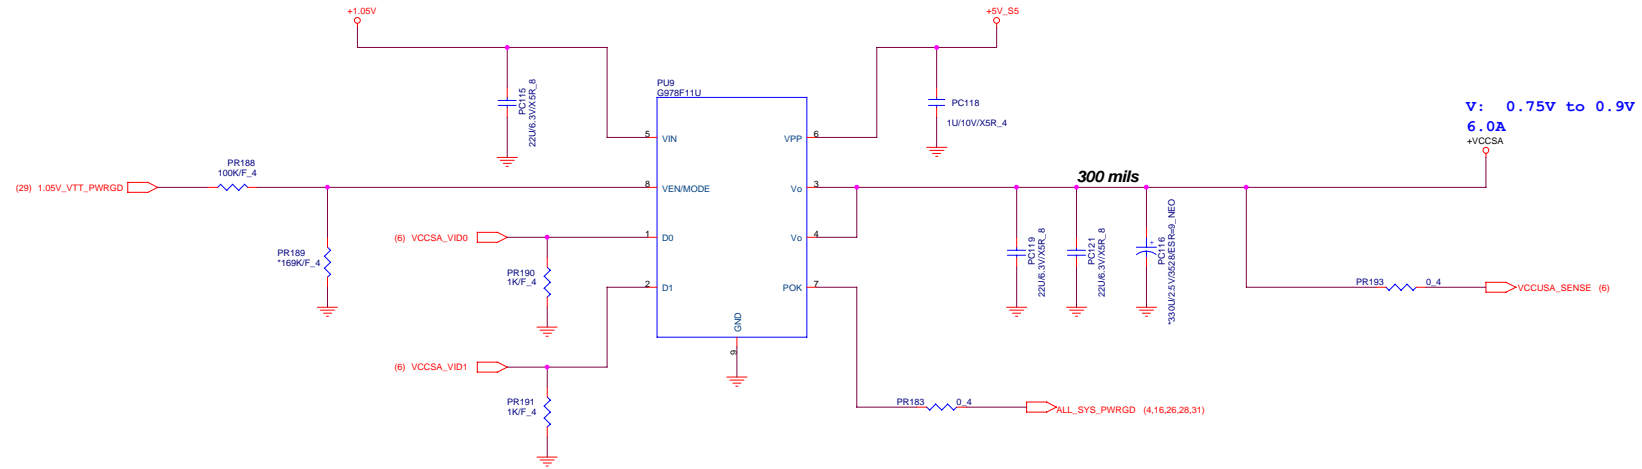 +1.05V
+5V_S5
PC115
22U/6.3V/X5R_8
PU9
G978F11U
PC118
1U/10V/X5R_4
V: 0.75V to 0.9V
6.0A
+VCCSA
5 VIN
VPP 6
PR188
100K/F_4
(29) 1.05V_VTT_PWRGD
8 VEN/MODE
Vo 3
300 mils
(6) VCCSA_VID0
1 D0
Vo 4
PR189
*169K/F_4
PR190
1K/F_4
PC119
22U/6.3V/X5R_8
PC121
22U/6.3V/X5R_8
PC116
+
*330U/2.5V/3528/ESR=9_NEO
2 D1
POK 7
PR193 0_4
VCCUSA_SENSE (6)
GND
9
(6) VCCSA_VID1
PR191
1K/F_4
PR183 0_4
ALL_SYS_PWRGD (4,16,26,28,31)